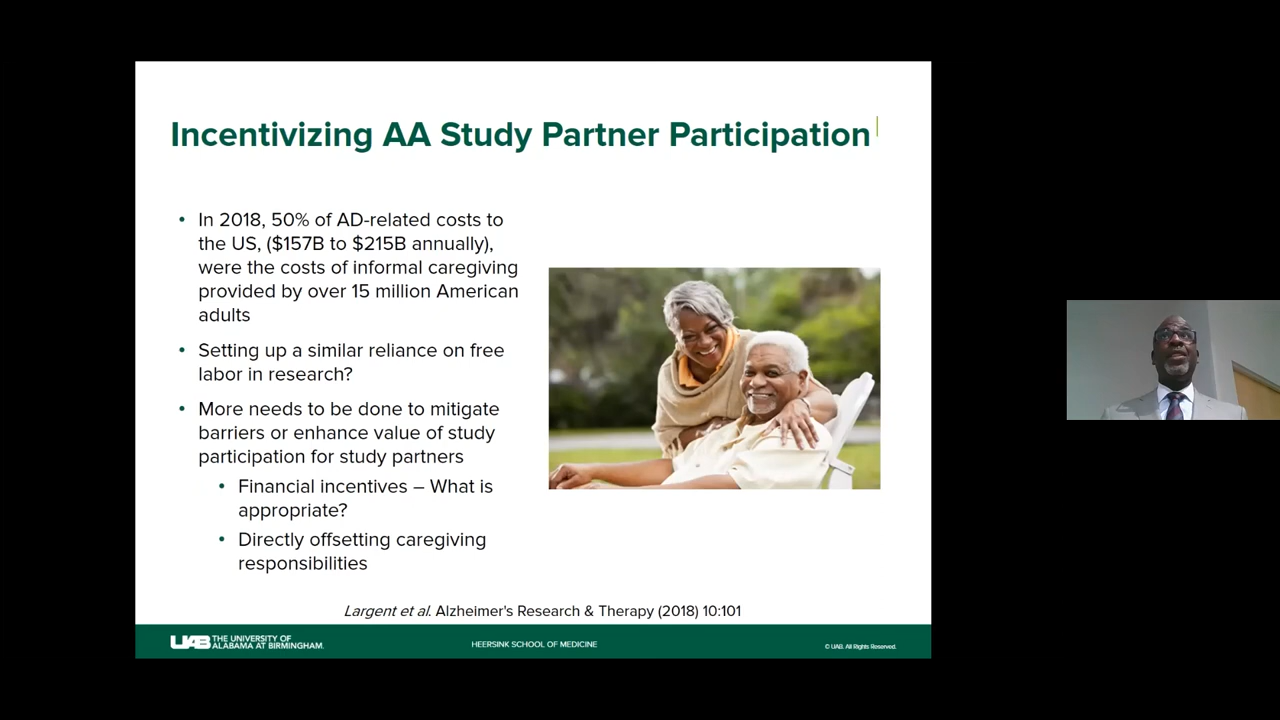 Incentivizing AA Study Partner Participation
• In 2018, 50% of AD-related costs to
the US, ($157B to $215B annually),
were the costs of informal caregiving
provided by over 15 million American
adults
• Setting up a similar reliance on free
labor in research?
• More needs to be done to mitigate
barriers or enhance value of study
participation for study partners
• Financial incentives – What is
appropriate?
• Directly offsetting caregiving
responsibilities
Largent et al. Alzheimer's Research & Therapy (2018) 10:101
UAB THE UNIVERSITY OF
ALABAMA AT BIRMINGHAM.
HEERSINK SCHOOL OF MEDICINE
© UAB. All Rights Reserved.